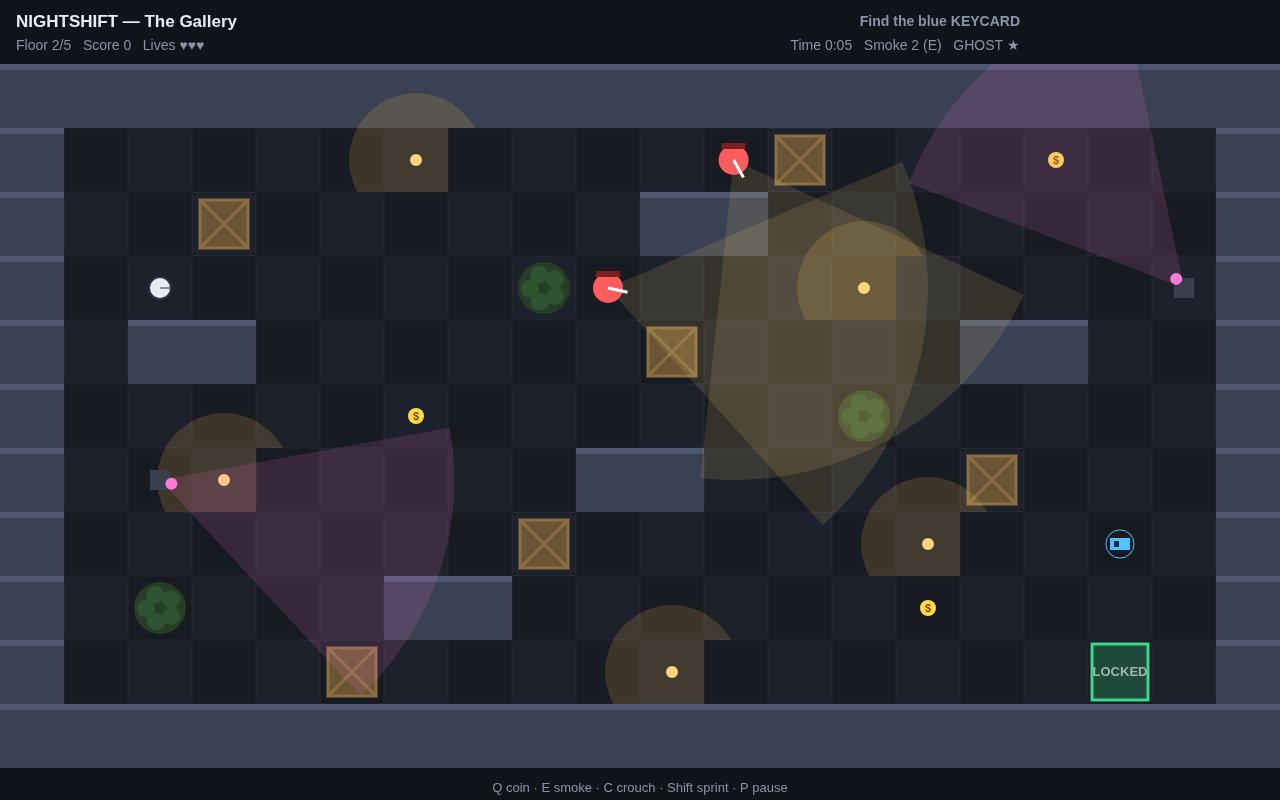 NIGHTSHIFT — The Gallery
Find the blue KEYCARD
Floor 2/5 Score 0 Lives ♥♥♥
Time 0:05 Smoke 2 (E) GHOST ★
$
$
$
LOCKED
Q coin · E smoke · C crouch · Shift sprint · P pause